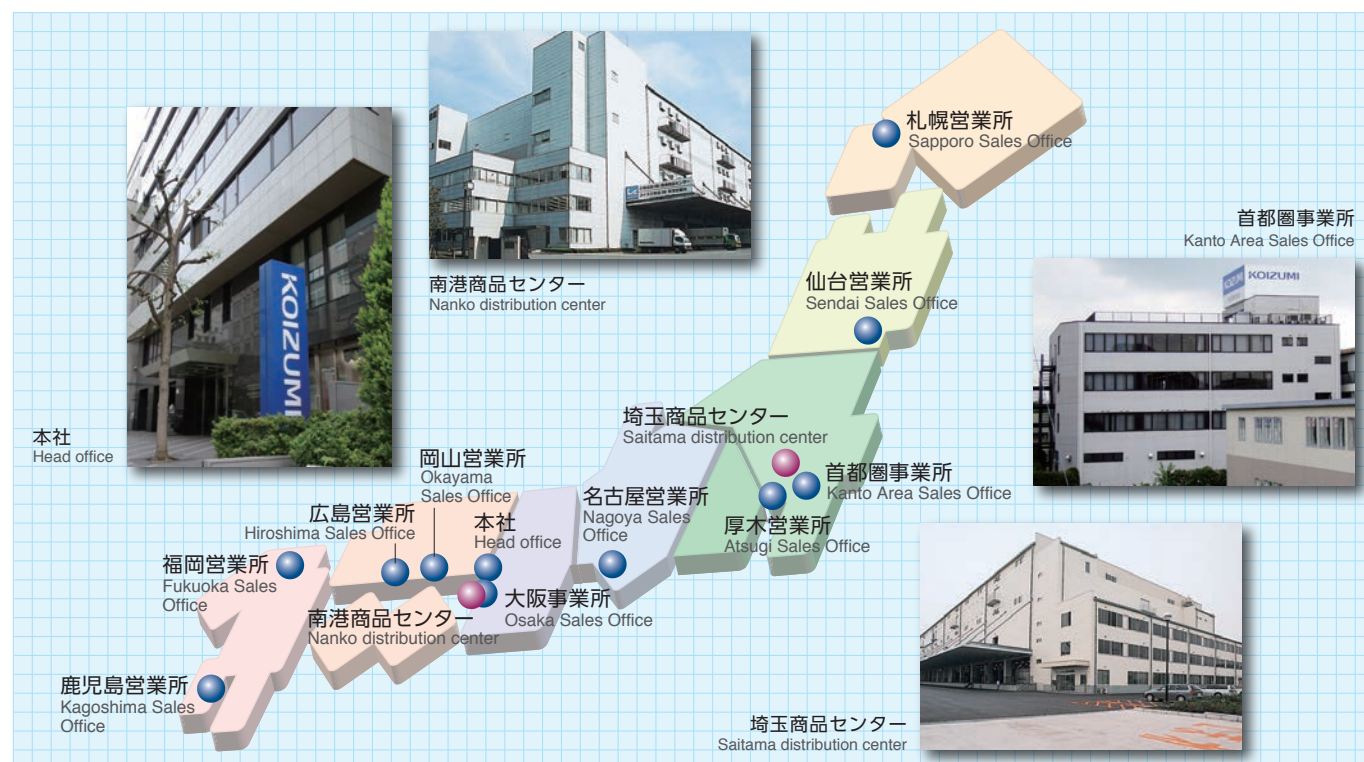 札幌営業所
Sapporo Sales Office
首都圏事業所
Kanto Area Sales Office
KOIZUMI
KOIZUMI
南港商品センター
Nanko distribution center
仙台営業所
Sendai Sales Office
本社
Head office
埼玉商品センター
Saitama distribution center
岡山営業所
Okayama
Sales Office
首都圏事業所
Kanto Area Sales Office
名古屋営業所
Nagoya Sales
Office
広島営業所
Hiroshima Sales Office
本社
Head office
厚木営業所
Atsugi Sales Office
福岡営業所
Fukuoka Sales
Office
大阪事業所
Osaka Sales Office
南港商品センター
Nanko distribution center
鹿児島営業所
Kagoshima Sales
Office
埼玉商品センター
Saitama distribution center